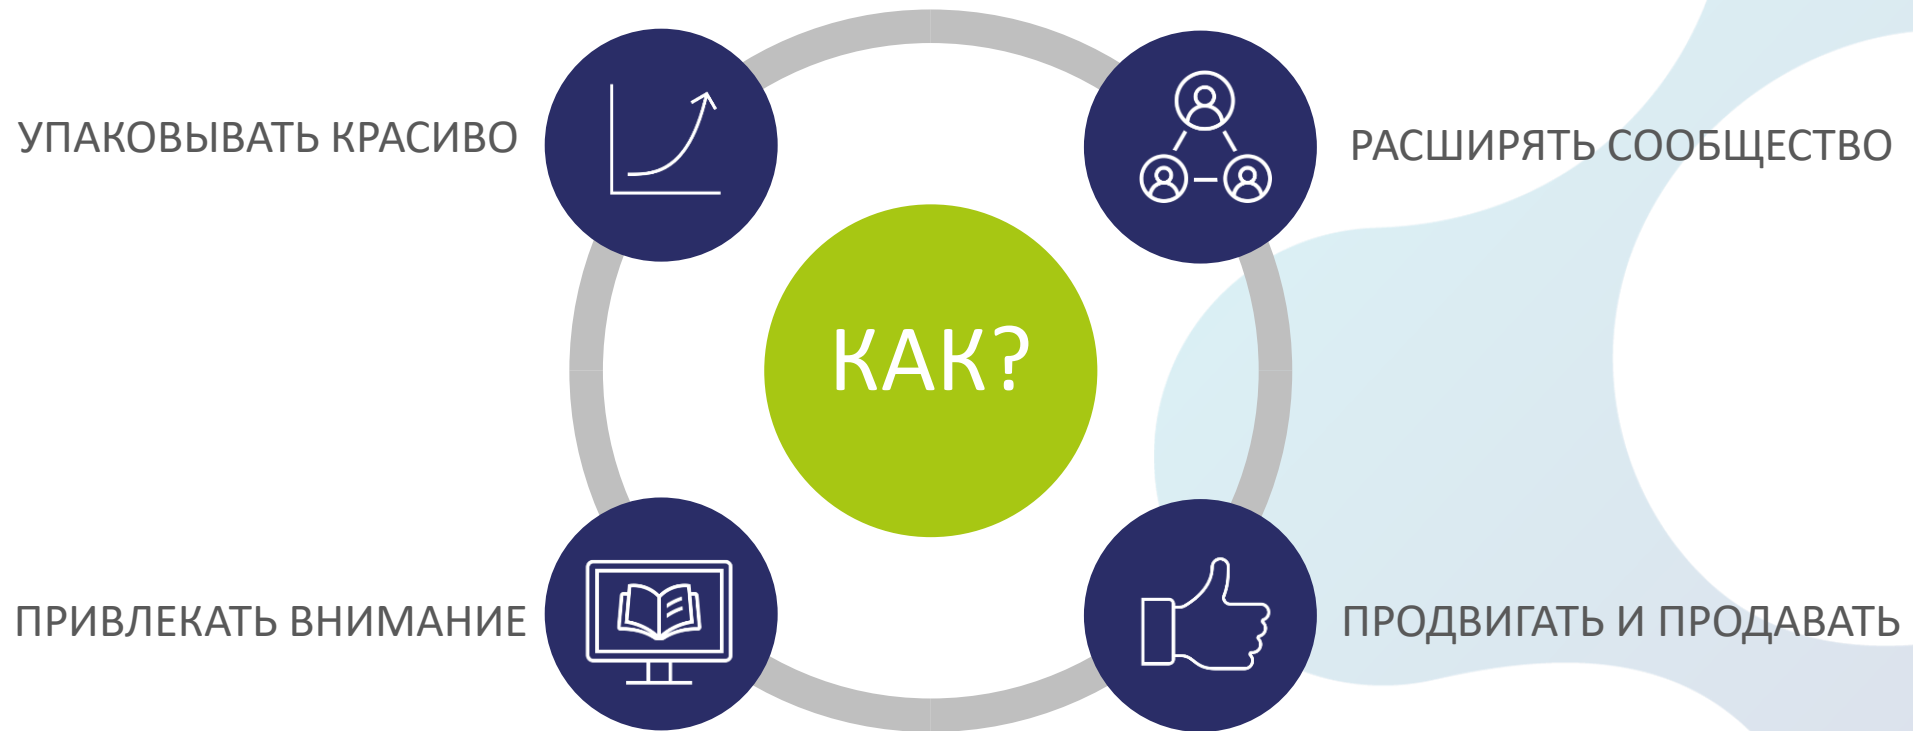 УПАКОВЫВАТЬ КРАСИВО
РАСШИРЯТЬ СООБЩЕСТВО
КАК?
ПРИВЛЕКАТЬ ВНИМАНИЕ
ПРОДВИГАТЬ И ПРОДАВАТЬ